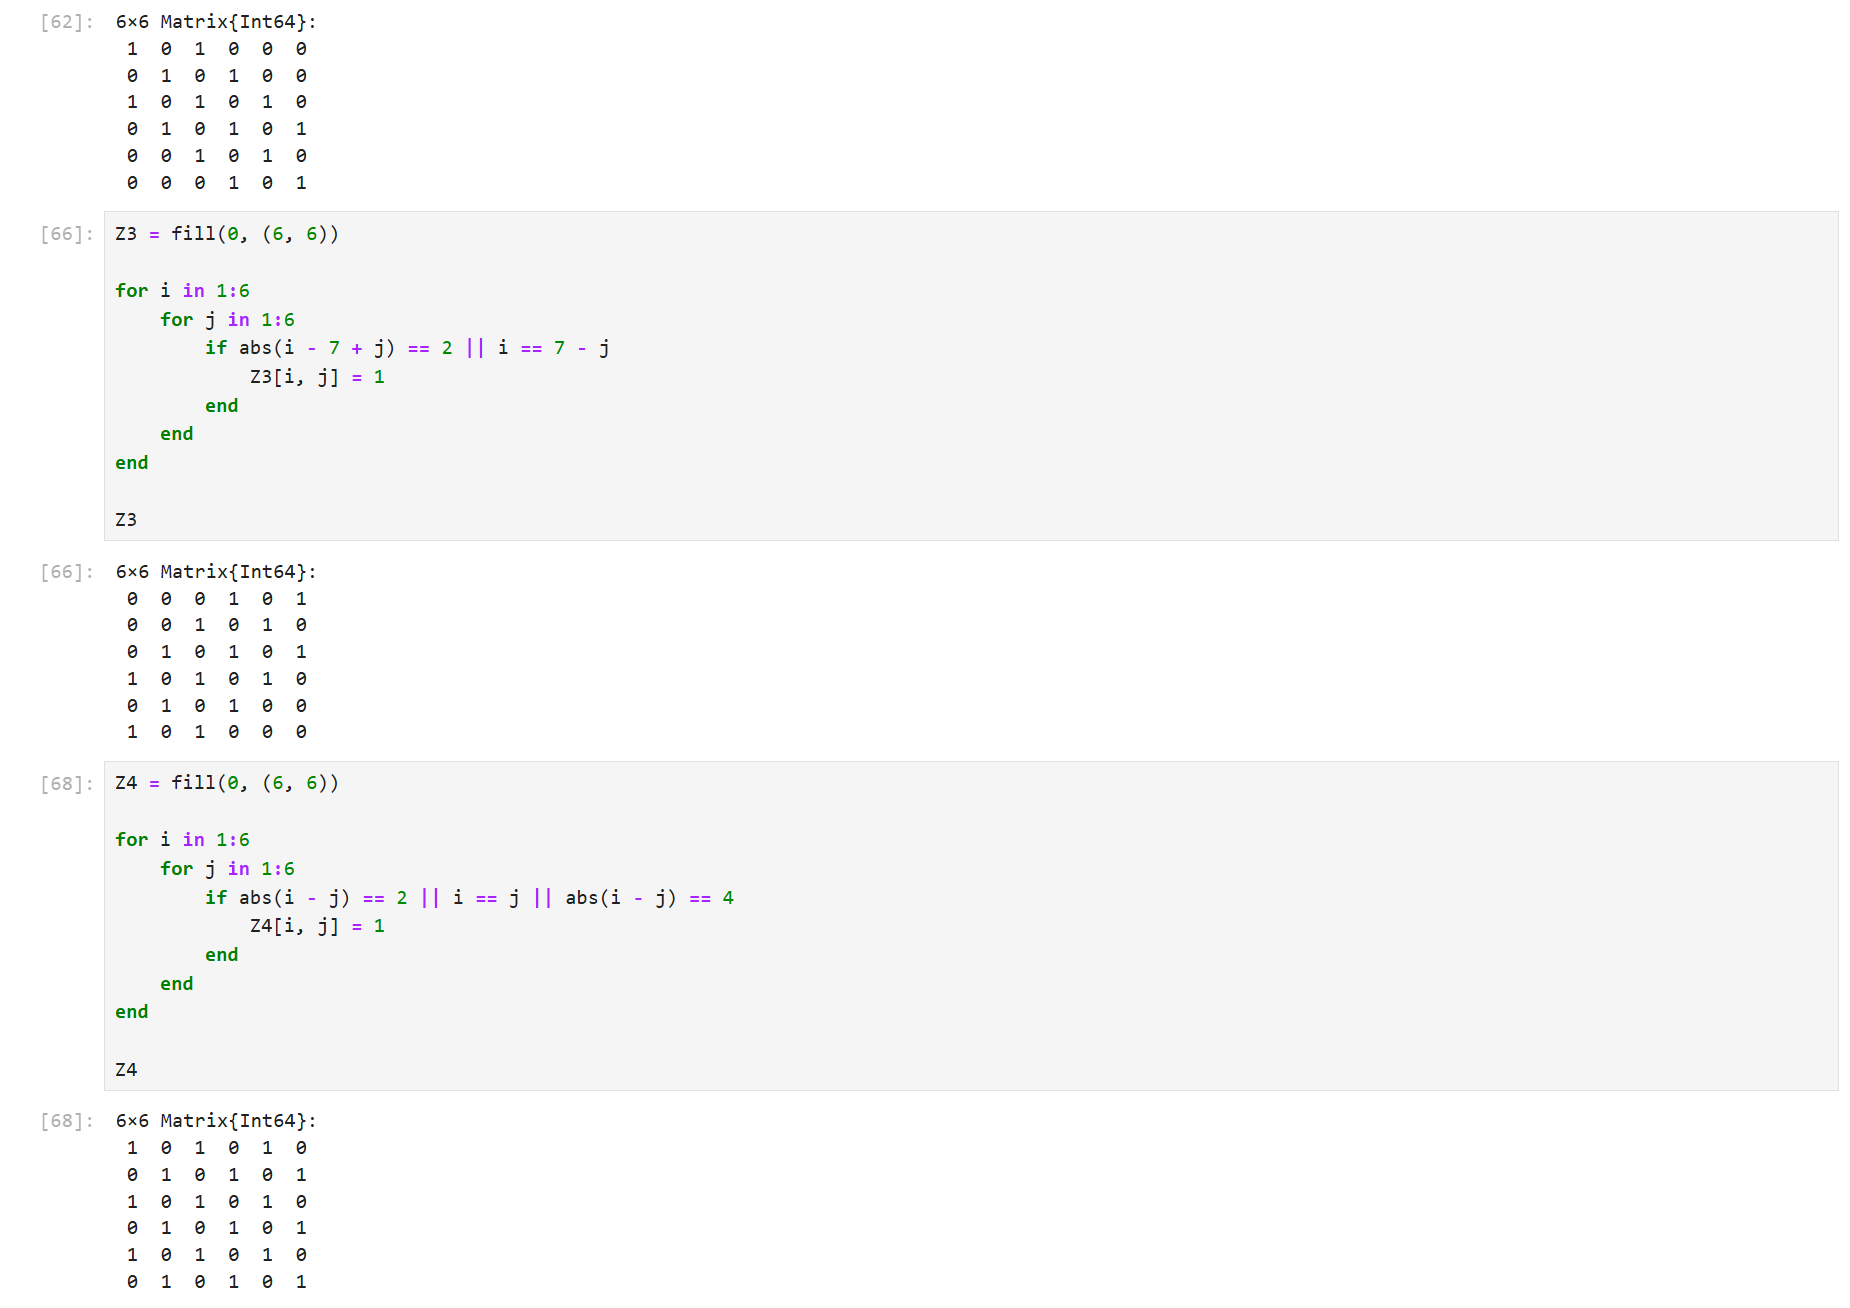 [62]: 6×6 Matrix{Int64}:
1 0 1 0 0 0
0 1 0 1 0 0
1 0 1 0 1 0
0 1 0 1 0 1
0 0 1 0 1 0
0 0 0 1 0 1
[66]: Z3 = fill(0, (6, 6))
for i in 1:6
    for j in 1:6
        if abs(i - 7 + j) == 2 || i == 7 - j
            Z3[i, j] = 1
        end
    end
end
Z3
[66]: 6×6 Matrix{Int64}:
0 0 0 1 0 1
0 0 1 0 1 0
0 1 0 1 0 1
1 0 1 0 1 0
0 1 0 1 0 0
1 0 1 0 0 0
[68]: Z4 = fill(0, (6, 6))
for i in 1:6
    for j in 1:6
        if abs(i - j) == 2 || i == j || abs(i - j) == 4
            Z4[i, j] = 1
        end
    end
end
Z4
[68]: 6×6 Matrix{Int64}:
1 0 1 0 1 0
0 1 0 1 0 1
1 0 1 0 1 0
0 1 0 1 0 1
1 0 1 0 1 0
0 1 0 1 0 1